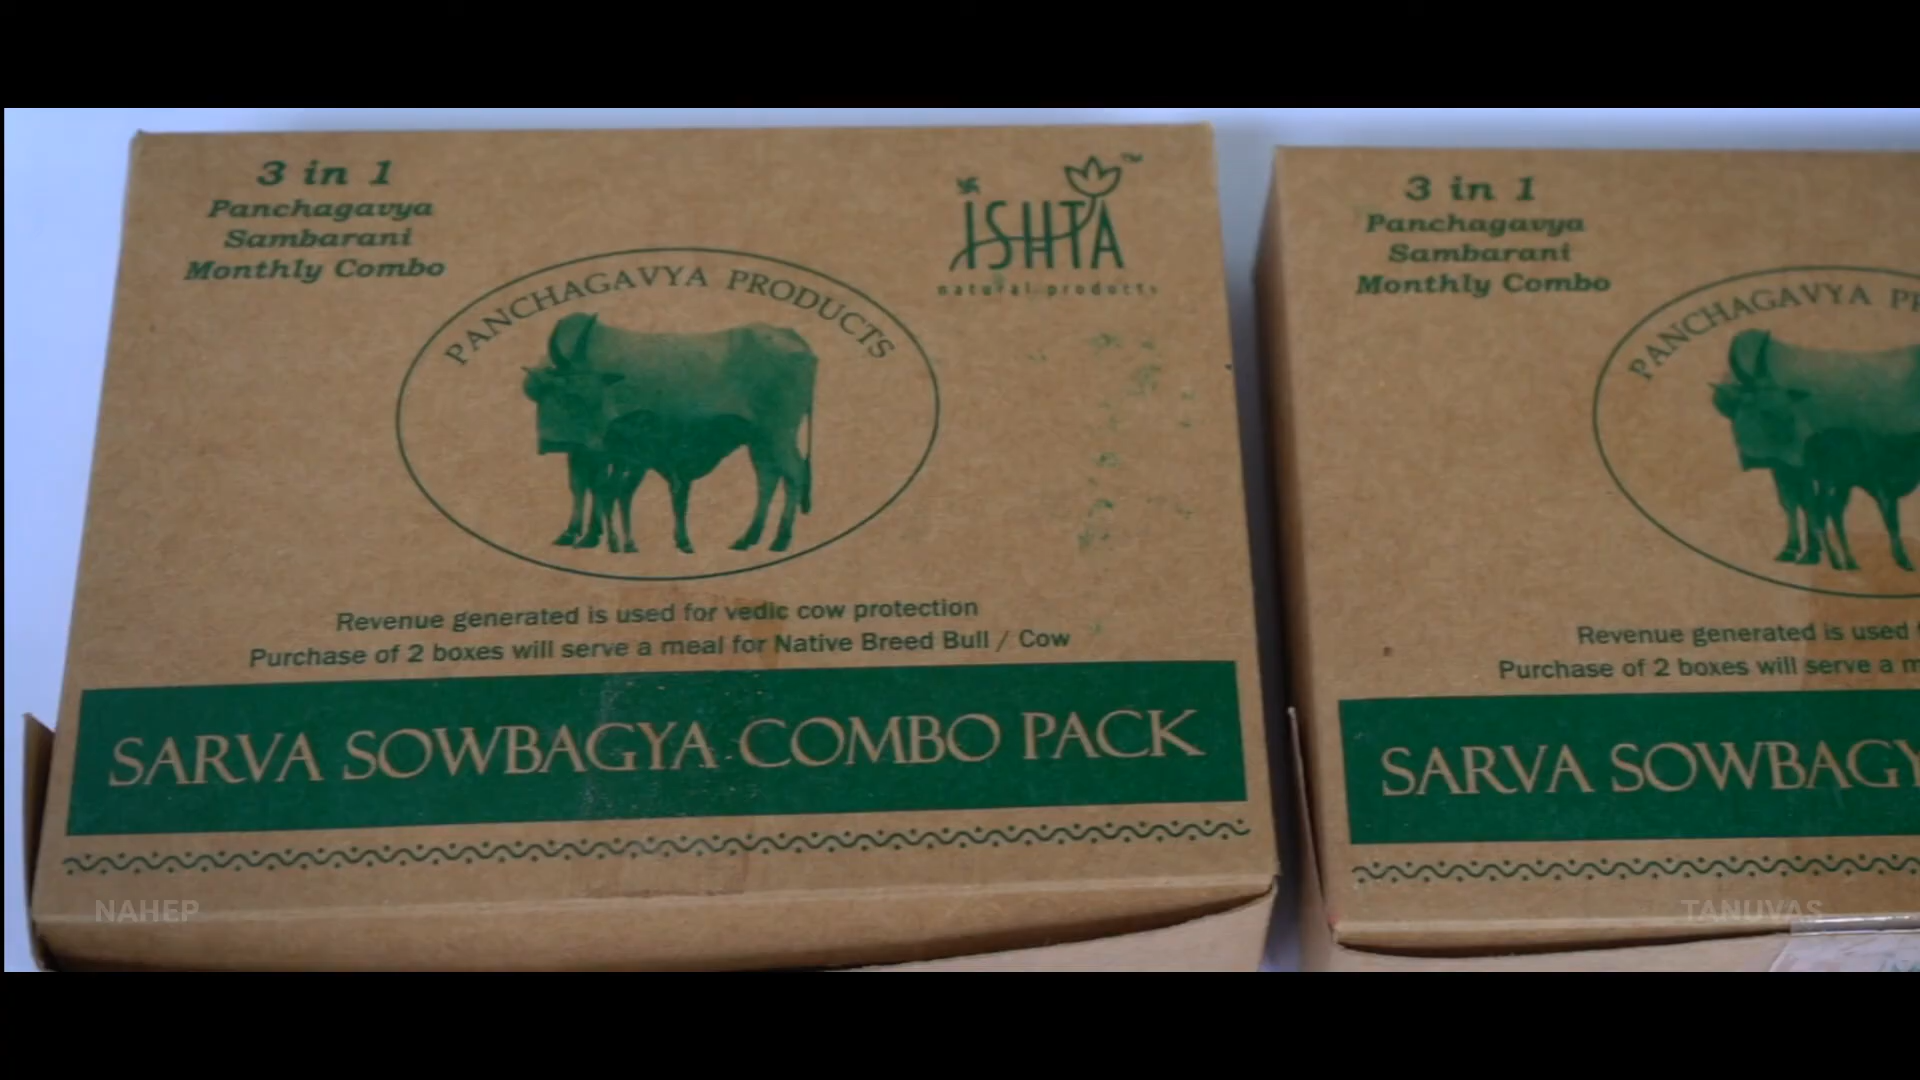 3 in 1
Panchagavya
Sambarani
Monthly Combo
ISHTA™
natural products
PANCHAGAVYA PRODUCTS
Revenue generated is used for vedic cow protection
Purchase of 2 boxes will serve a meal for Native Breed Bull / Cow
SARVA SOWBAGYA COMBO PACK
3 in 1
Panchagavya
Sambarani
Monthly Combo
PANCHAGAVYA
Revenue generated is used
Purchase of 2 boxes will serve a
SARVA
NAHEP
TANUVAS